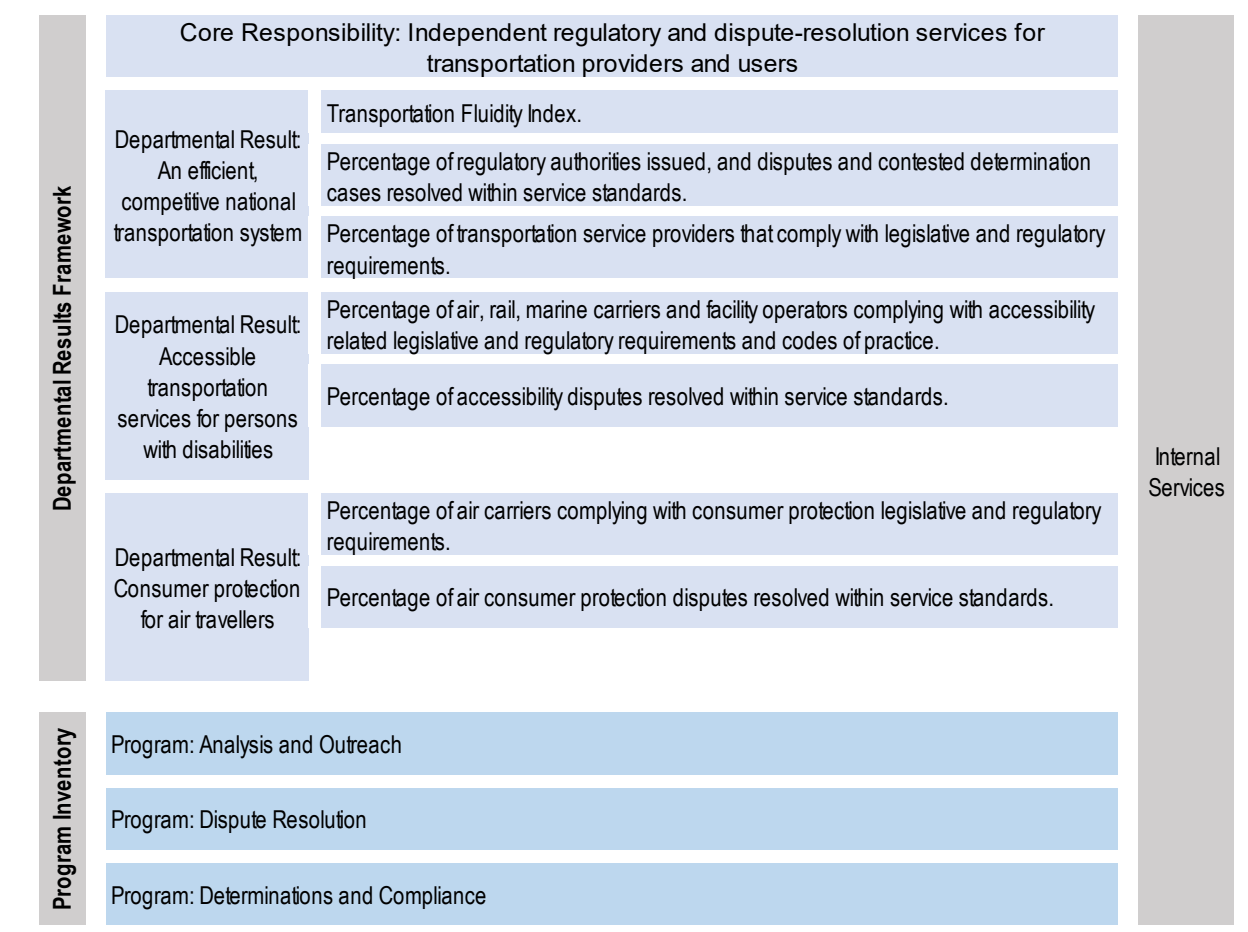 Core Responsibility: Independent regulatory and dispute-resolution services for
transportation providers and users
Departmental Results Framework
Departmental Result:
An efficient,
competitive national
transportation system
Transportation Fluidity Index.
Percentage of regulatory authorities issued, and disputes and contested determination
cases resolved within service standards.
Percentage of transportation service providers that comply with legislative and regulatory
requirements.
Departmental Result:
Accessible
transportation
services for persons
with disabilities
Percentage of air, rail, marine carriers and facility operators complying with accessibility
related legislative and regulatory requirements and codes of practice.
Percentage of accessibility disputes resolved within service standards.
Departmental Result:
Consumer protection
for air travellers
Percentage of air carriers complying with consumer protection legislative and regulatory
requirements.
Percentage of air consumer protection disputes resolved within service standards.
Internal
Services
Program Inventory
Program: Analysis and Outreach
Program: Dispute Resolution
Program: Determinations and Compliance